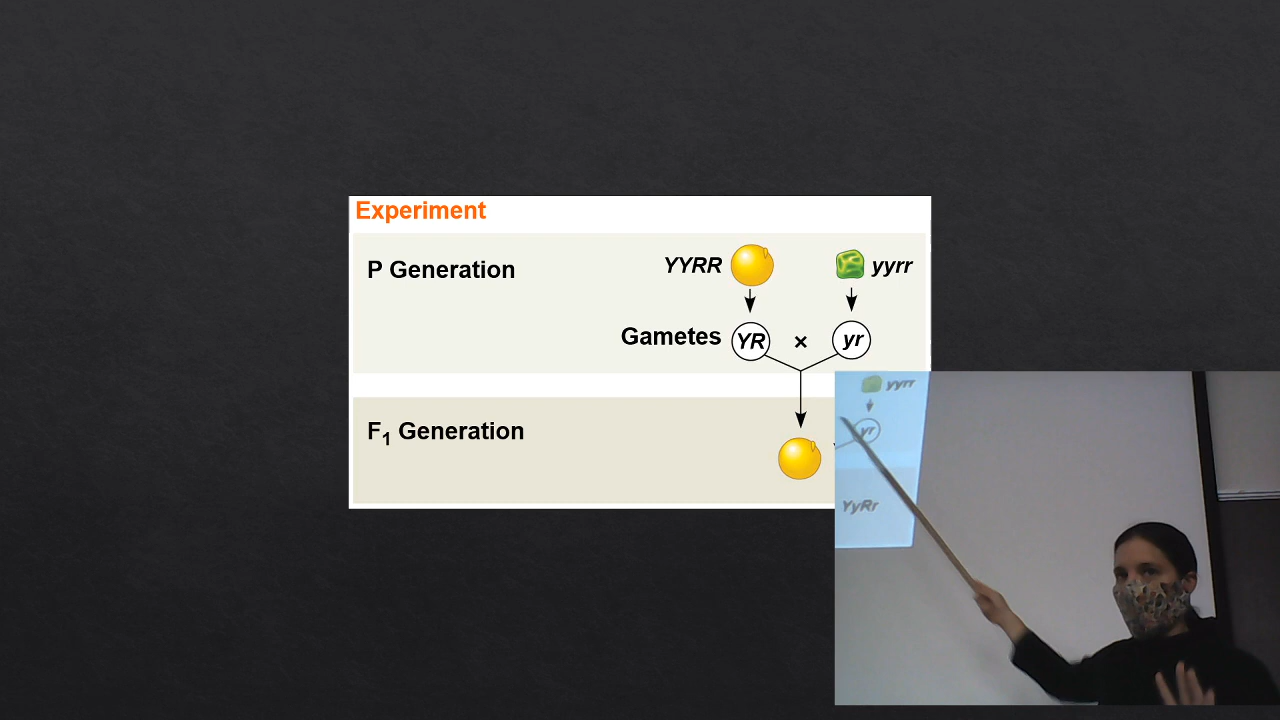 Experiment
P Generation YYRR yyrr
Gametes YR × yr
F1 Generation
yyrr
yr
YyRr